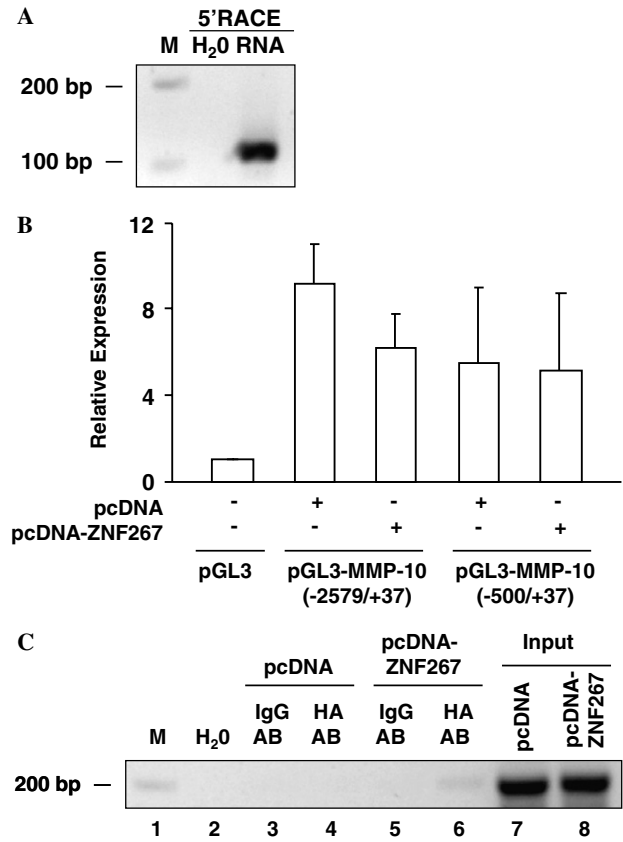 A
5'RACE
M H₂0 RNA
200 bp –
100 bp –
B
Relative Expression
12
8
4
0
pcDNA - + - + -
pcDNA-ZNF267 - - + - +
pGL3 pGL3-MMP-10 pGL3-MMP-10
(-2579/+37) (-500/+37)
C
pcDNA pcDNA-ZNF267 Input
M H₂0 IgG AB HA AB IgG AB HA AB pcDNA pcDNA-ZNF267
200 bp –
1 2 3 4 5 6 7 8